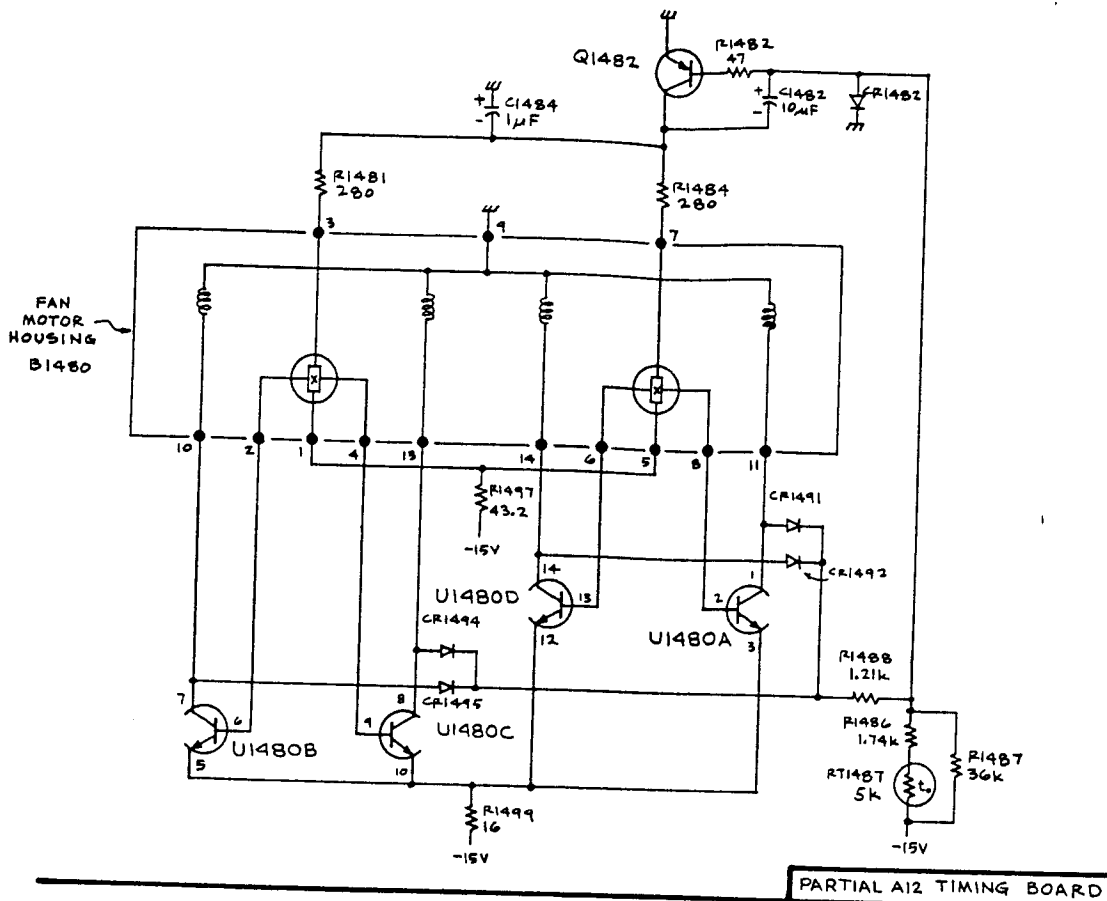 Q1482
R1482
47
+
C1482
10µF
-
CR1482
+
C1484
1µF
-
R1481
280
R1484
280
3
9
7
FAN
MOTOR
HOUSING
B1480
X
X
10
2
1
4
13
14
6
5
8
11
R1497
43.2
-15V
CR1491
CR1492
14
13
12
U1480D
1
2
3
U1480A
CR1494
CR1495
7
6
5
U1480B
8
9
10
U1480C
R1488
1.21K
R1486
1.74K
RT1487
5K
t°
R1487
36K
-15V
R1499
16
-15V
PARTIAL A12 TIMING BOARD